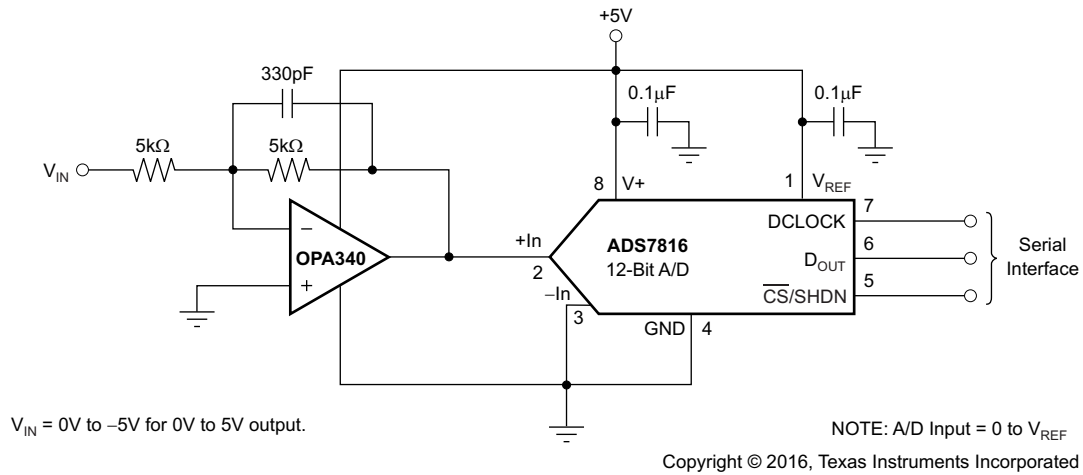 +5V
330pF
0.1µF
0.1µF
5kΩ
5kΩ
V_IN
8
V+
1
V_REF
−
OPA340
+
+In
2
−In
3
ADS7816
12-Bit A/D
DCLOCK
7
D_OUT
6
CS/SHDN
5
GND
4
Serial
Interface
V_IN = 0V to −5V for 0V to 5V output.
NOTE: A/D Input = 0 to V_REF
Copyright © 2016, Texas Instruments Incorporated